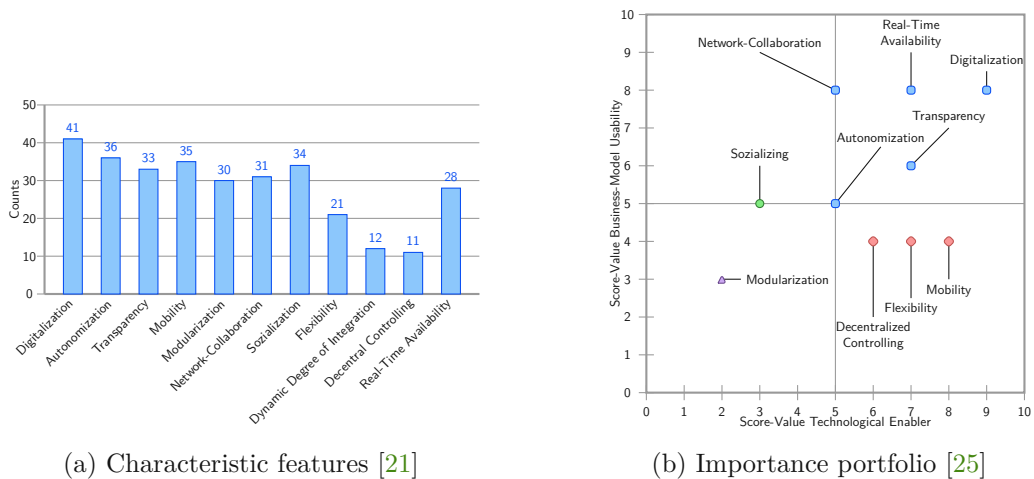 50
40
30
20
10
0
Counts
41
36
33
35
30
31
34
21
12
11
28
Digitalization
Autonomization
Transparency
Mobility
Modularization
Network-Collaboration
Sozialization
Flexibility
Dynamic Degree of Integration
Decentral Controlling
Real-Time Availability
(a) Characteristic features [21]
10
9
8
7
6
5
4
3
2
1
0
Score-Value Business-Model Usability
Network-Collaboration
Real-Time
Availability
Digitalization
Transparency
Autonomization
Sozializing
Modularization
Mobility
Flexibility
Decentralized
Controlling
0 1 2 3 4 5 6 7 8 9 10
Score-Value Technological Enabler
(b) Importance portfolio [25]